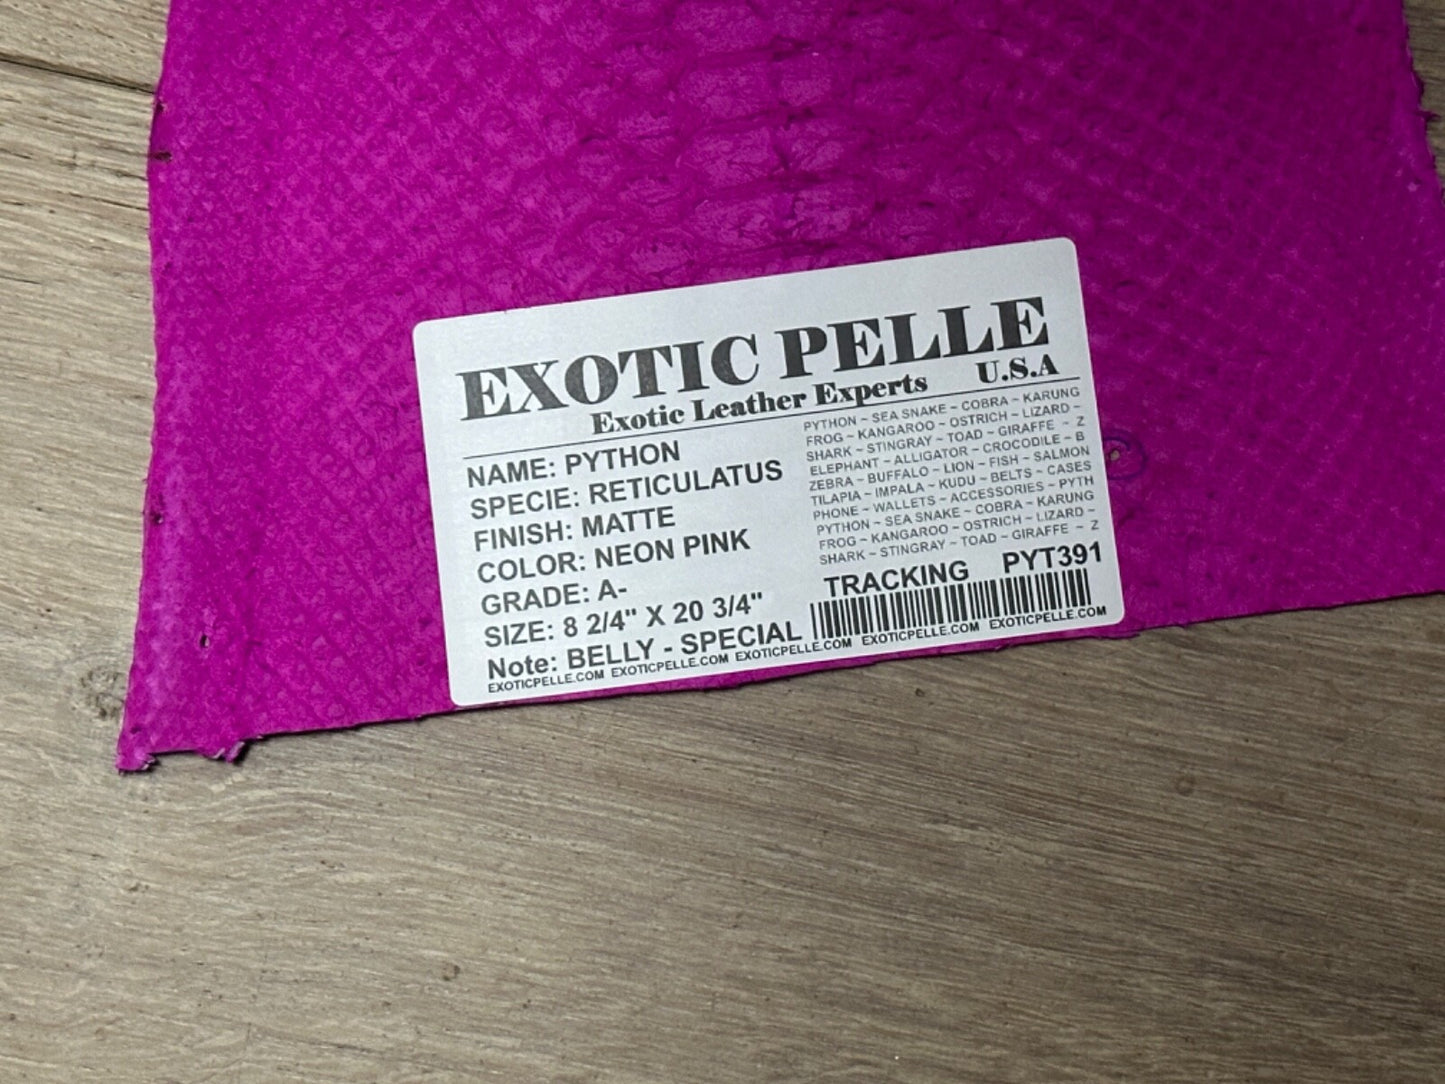 EXOTIC PELLE
Exotic Leather Experts U.S.A
NAME: PYTHON
SPECIE: RETICULATUS
FINISH: MATTE
COLOR: NEON PINK
GRADE: A-
SIZE: 8 2/4" X 20 3/4"
Note: BELLY - SPECIAL
PYTHON ~ SEA SNAKE ~ COBRA ~ KARUNG
FROG ~ KANGAROO ~ OSTRICH ~ LIZARD ~
SHARK ~ STINGRAY ~ TOAD ~ GIRAFFE ~ Z
ELEPHANT ~ ALLIGATOR ~ CROCODILE ~ B
ZEBRA ~ BUFFALO ~ LION ~ FISH ~ SALMON
TILAPIA ~ IMPALA ~ KUDU ~ BELTS ~ CASES
PHONE ~ WALLETS ~ ACCESSORIES ~ PYTH
PYTHON ~ SEA SNAKE ~ COBRA ~ KARUNG
FROG ~ KANGAROO ~ OSTRICH ~ LIZARD ~
SHARK ~ STINGRAY ~ TOAD ~ GIRAFFE ~ Z
TRACKING PYT391
EXOTICPELLE.COM EXOTICPELLE.COM EXOTICPELLE.COM EXOTICPELLE.COM EXOTICPELLE.COM